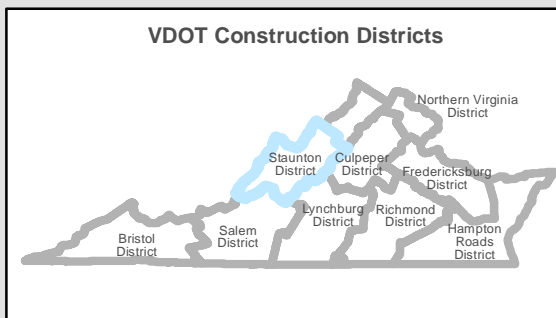 VDOT Construction Districts
Northern Virginia
District
Staunton
District
Culpeper
District
Fredericksburg
District
Lynchburg
District
Richmond
District
Hampton
Roads
District
Salem
District
Bristol
District